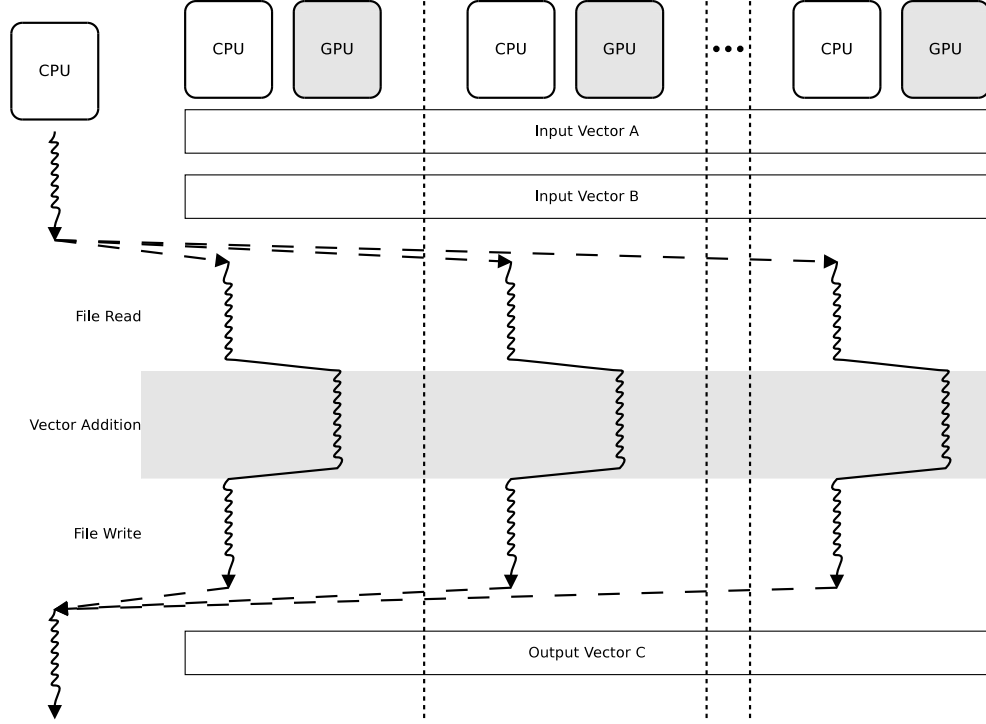 CPU
CPU
GPU
CPU
GPU
•••
CPU
GPU
Input Vector A
Input Vector B
File Read
Vector Addition
File Write
Output Vector C